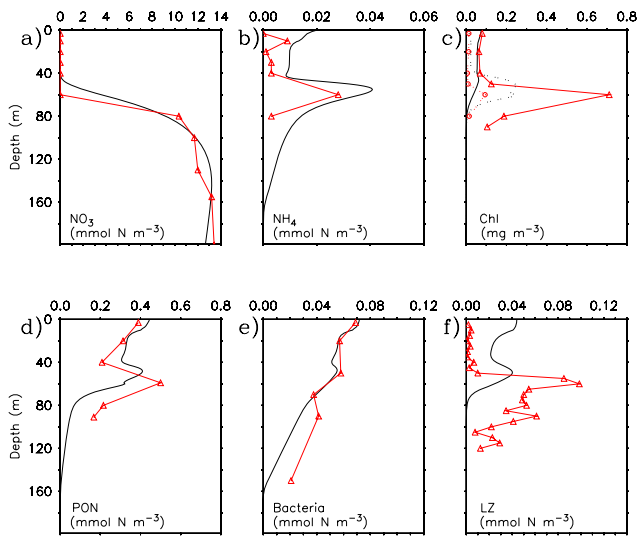 0 2 4 6 8 10 12 14
0.00 0.02 0.04 0.06
0.0 0.2 0.4 0.6 0.8
a) b) c)
0
40
80
120
160
Depth (m)
NO3
(mmol N m−3)
NH4
(mmol N m−3)
Chl
(mg m−3)
0.0 0.2 0.4 0.6 0.8
0.00 0.04 0.08 0.12
0.00 0.04 0.08 0.12
d) e) f)
0
40
80
120
160
Depth (m)
PON
(mmol N m−3)
Bacteria
(mmol N m−3)
LZ
(mmol N m−3)